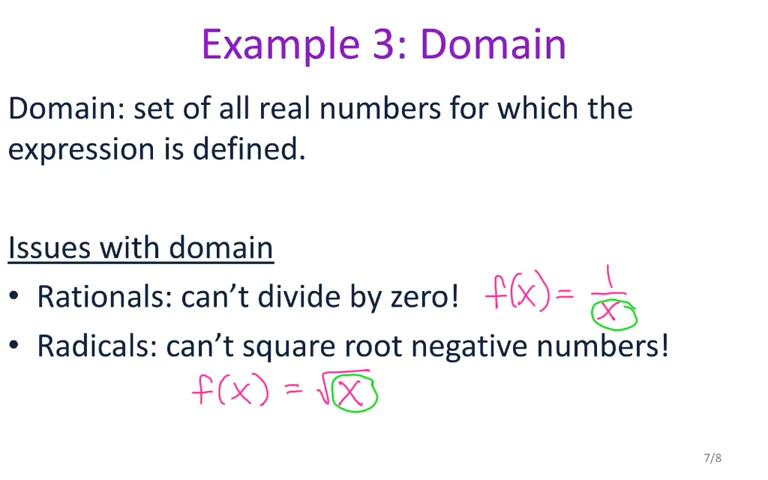 Example 3: Domain
Domain: set of all real numbers for which the
expression is defined.
Issues with domain
• Rationals: can't divide by zero! f(x) = 1/x
• Radicals: can't square root negative numbers!
f(x) = √x
7/8